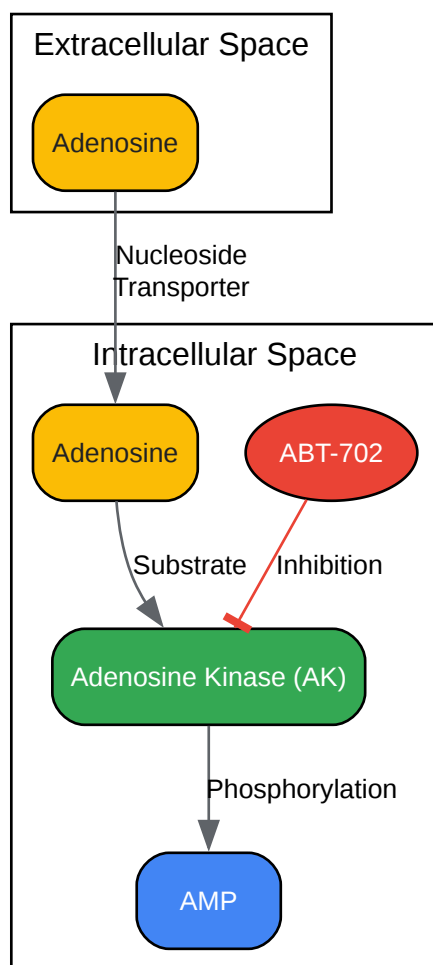 Extracellular Space
Adenosine
Nucleoside
Transporter
Intracellular Space
Adenosine
ABT-702
Substrate
Inhibition
Adenosine Kinase (AK)
Phosphorylation
AMP